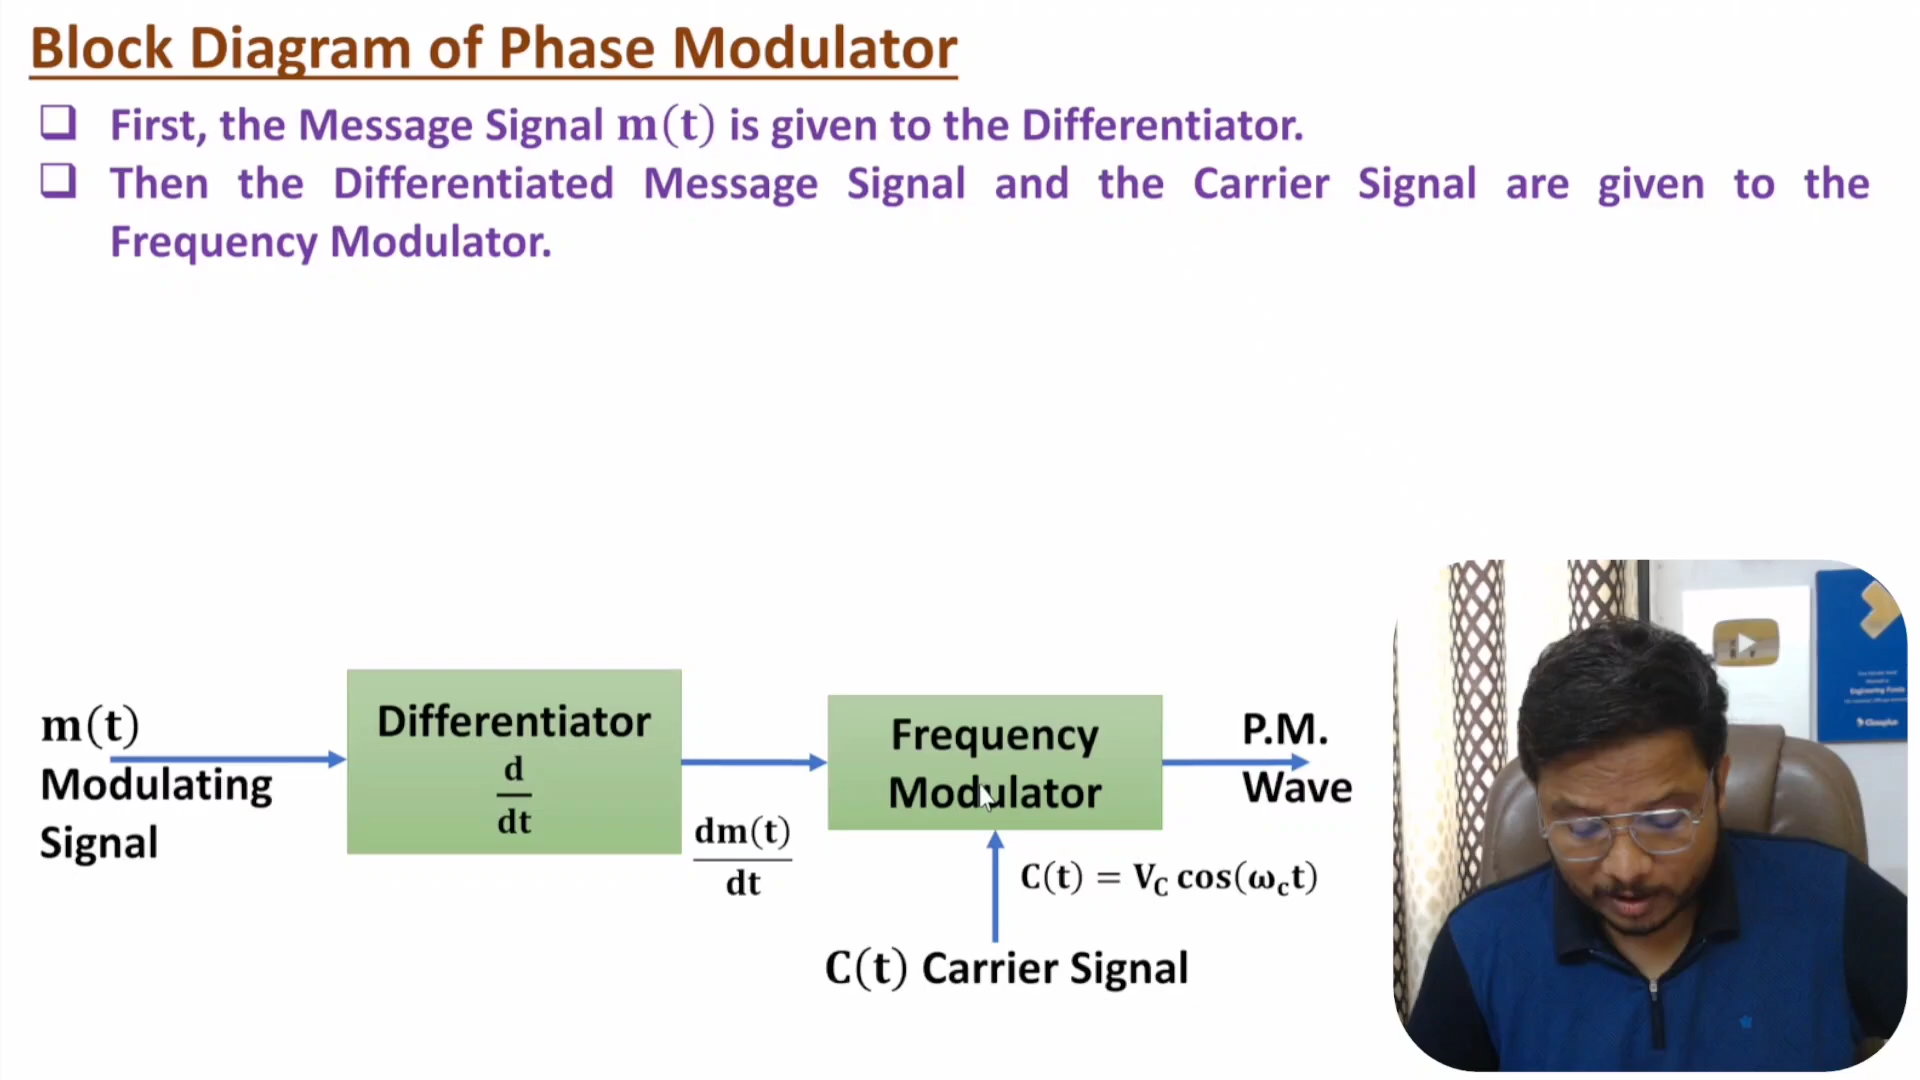 Block Diagram of Phase Modulator
❑ First, the Message Signal m(t) is given to the Differentiator.
❑ Then the Differentiated Message Signal and the Carrier Signal are given to the
Frequency Modulator.
m(t)
Modulating
Signal
Differentiator
d
dt
dm(t)
dt
Frequency
Modulator
P.M.
Wave
C(t) = V_C cos(ω_c t)
C(t) Carrier Signal